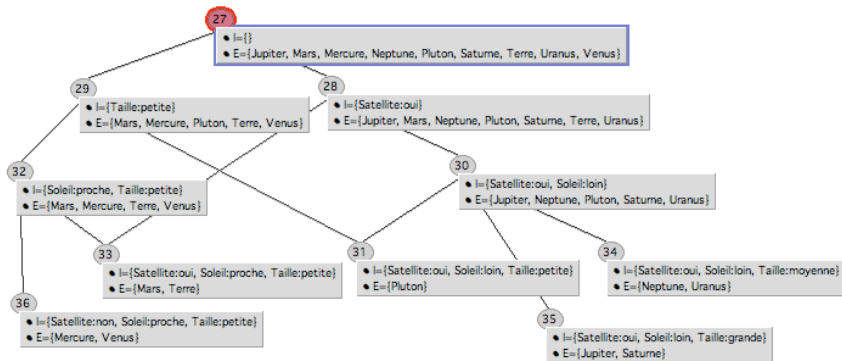 27
I={}
E={Jupiter, Mars, Mercure, Neptune, Pluton, Saturne, Terre, Uranus, Venus}
29
I={Taille:petite}
E={Mars, Mercure, Pluton, Terre, Venus}
28
I={Satellite:oui}
E={Jupiter, Mars, Neptune, Pluton, Saturne, Terre, Uranus}
32
I={Soleil:proche, Taille:petite}
E={Mars, Mercure, Terre, Venus}
30
I={Satellite:oui, Soleil:loin}
E={Jupiter, Neptune, Pluton, Saturne, Uranus}
33
I={Satellite:oui, Soleil:proche, Taille:petite}
E={Mars, Terre}
31
I={Satellite:oui, Soleil:loin, Taille:petite}
E={Pluton}
34
I={Satellite:oui, Soleil:loin, Taille:moyenne}
E={Neptune, Uranus}
36
I={Satellite:non, Soleil:proche, Taille:petite}
E={Mercure, Venus}
35
I={Satellite:oui, Soleil:loin, Taille:grande}
E={Jupiter, Saturne}